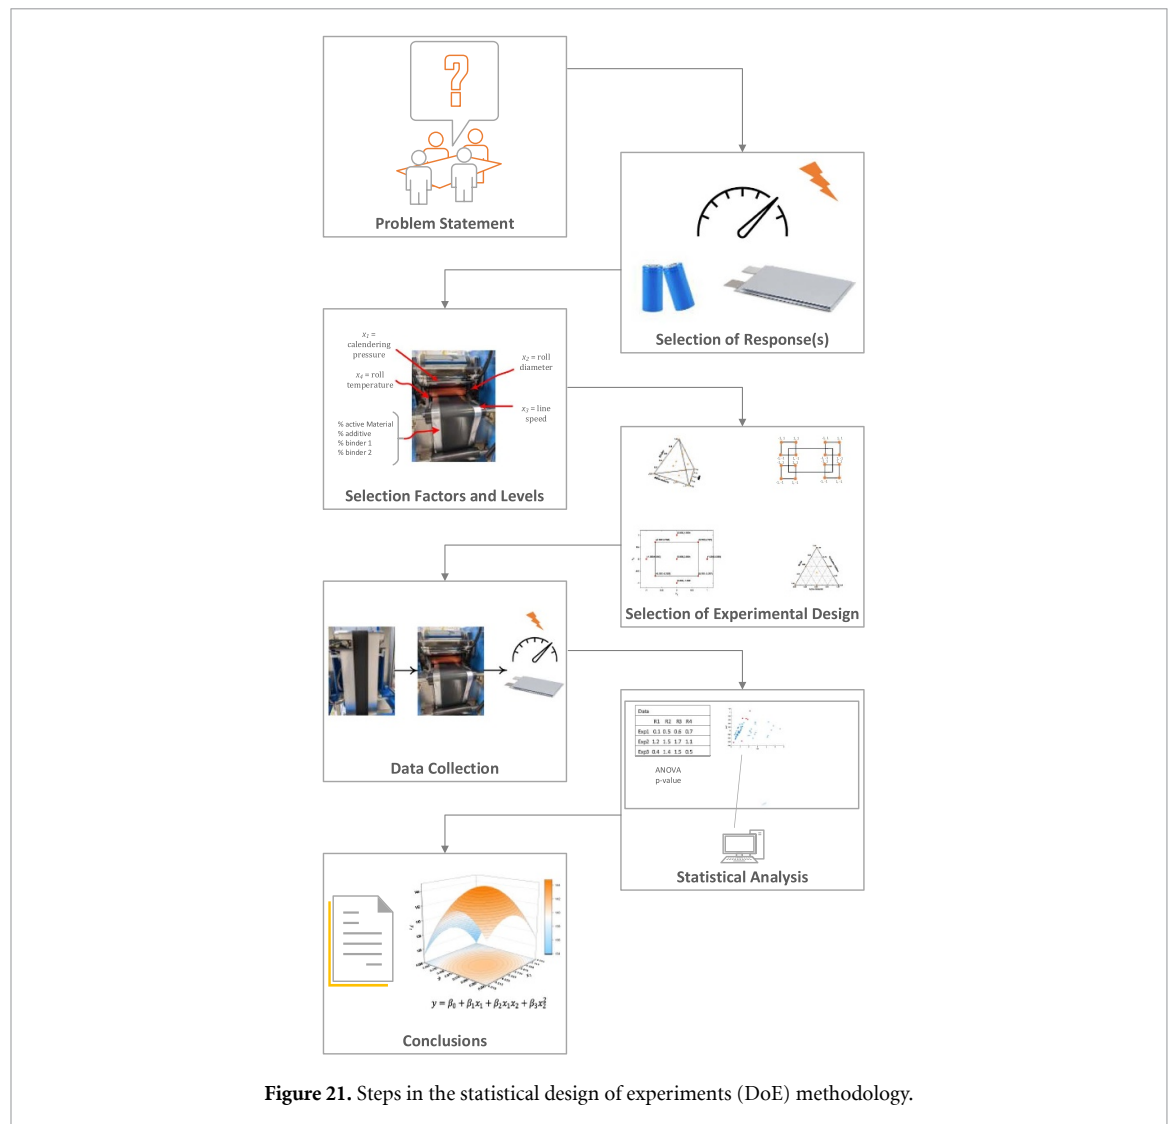 ?
Problem Statement
Selection of Response(s)
x₁ =
calendering
pressure
x₂ = roll
diameter
x₄ = roll
temperature
x₃ = line
speed
% active Material
% additive
% binder 1
% binder 2
Selection Factors and Levels
Selection of Experimental Design
Data Collection
Data
R1 R2 R3 R4
Exp1 0.1 0.5 0.6 0.7
Exp2 1.2 1.5 1.7 1.1
Exp3 0.4 1.4 1.5 0.5
ANOVA
p-value
Statistical Analysis
y = β₀ + β₁x₁ + β₂x₁x₂ + β₃x₂²
Conclusions
Figure 21. Steps in the statistical design of experiments (DoE) methodology.